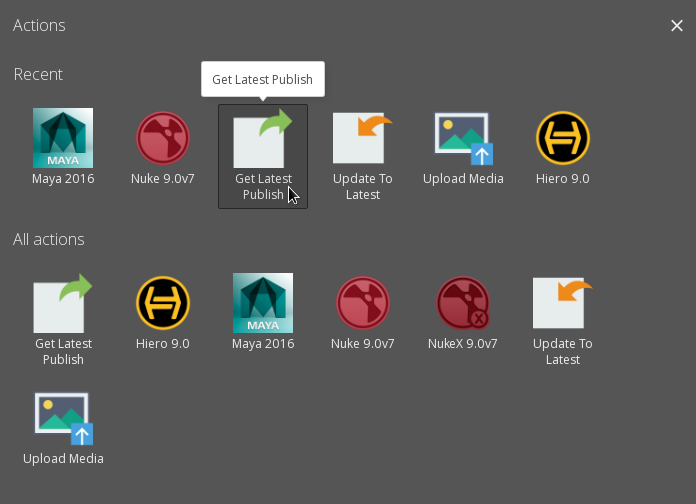 Actions
Recent
Get Latest Publish
MAYA
Maya 2016
Nuke 9.0v7
Get Latest
Publish
Update To
Latest
Upload Media
Hiero 9.0
All actions
Get Latest
Publish
Hiero 9.0
MAYA
Maya 2016
Nuke 9.0v7
X
NukeX 9.0v7
Update To
Latest
Upload Media